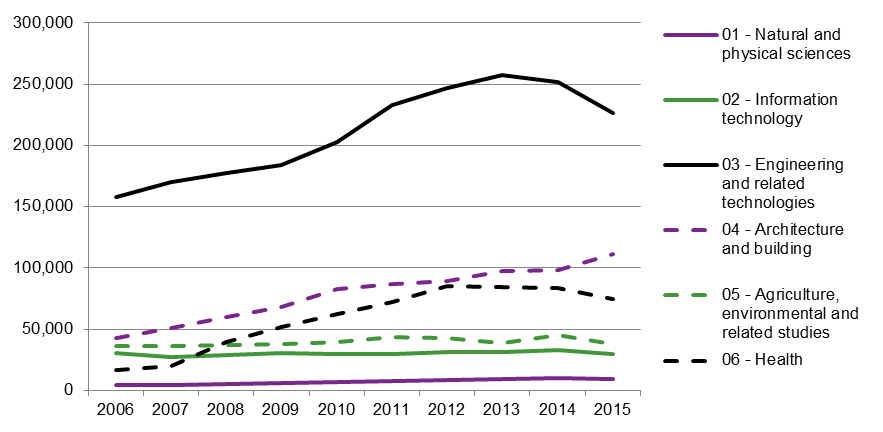 300,000
250,000
200,000
150,000
100,000
50,000
0
2006 2007 2008 2009 2010 2011 2012 2013 2014 2015
01 - Natural and
physical sciences
02 - Information
technology
03 - Engineering
and related
technologies
04 - Architecture
and building
05 - Agriculture,
environmental and
related studies
06 - Health